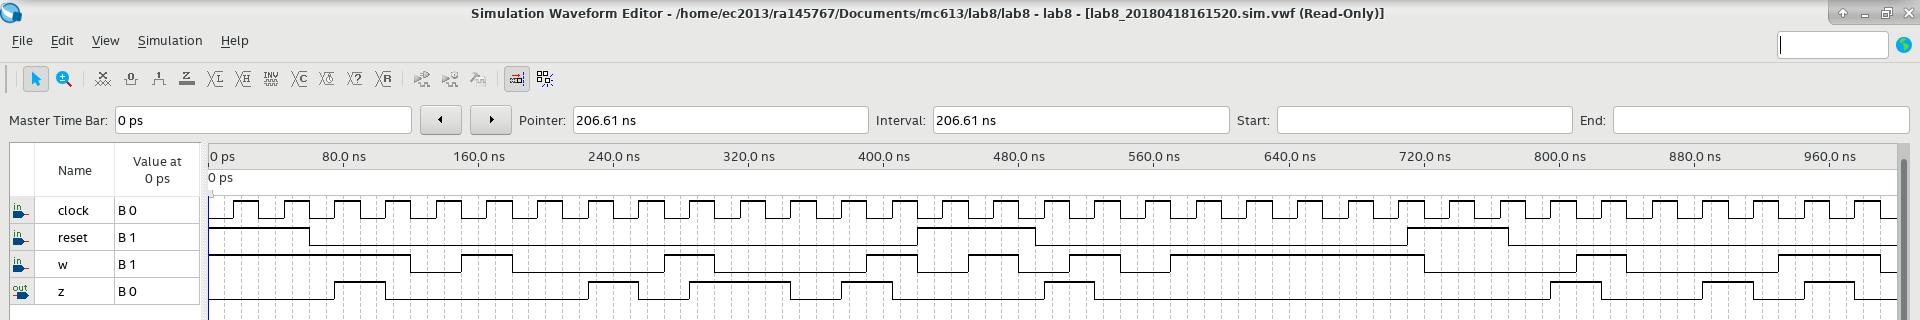 Simulation Waveform Editor - /home/ec2013/ra145767/Documents/mc613/lab8/lab8 - lab8 - [lab8_20180418161520.sim.vwf (Read-Only)]
File Edit View Simulation Help
Master Time Bar: 0 ps Pointer: 206.61 ns Interval: 206.61 ns Start: End:
Name Value at 0 ps
0 ps 80.0 ns 160.0 ns 240.0 ns 320.0 ns 400.0 ns 480.0 ns 560.0 ns 640.0 ns 720.0 ns 800.0 ns 880.0 ns 960.0 ns
0 ps
in clock B 0
in reset B 1
in w B 1
out z B 0